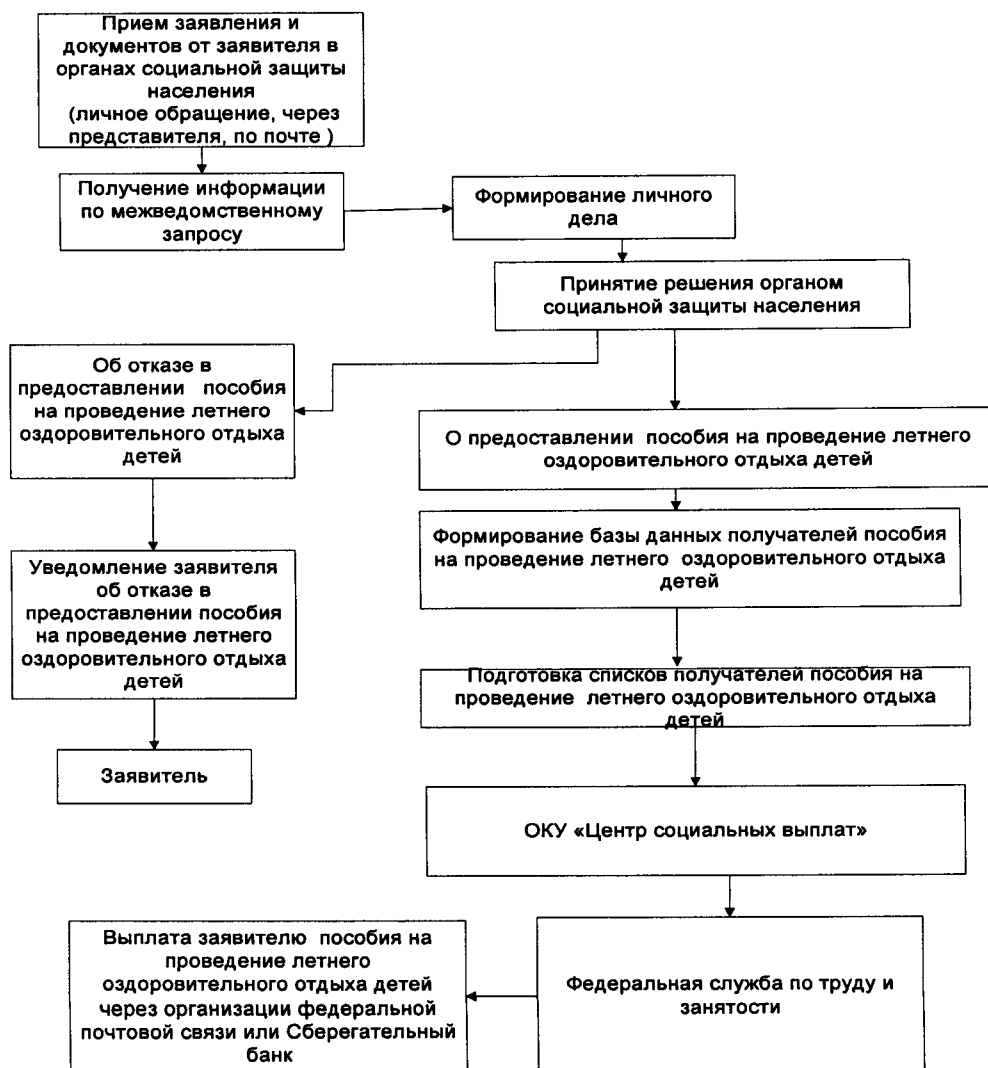 Прием заявления и
документов от заявителя в
органах социальной защиты
населения
(личное обращение, через
представителя, по почте )
Получение информации
по межведомственному
запросу
Формирование личного
дела
Принятие решения органом
социальной защиты населения
Об отказе в
предоставлении пособия
на проведение летнего
оздоровительного отдыха
детей
О предоставлении пособия на проведение летнего
оздоровительного отдыха детей
Формирование базы данных получателей пособия
на проведение летнего оздоровительного отдыха
детей
Уведомление заявителя
об отказе в
предоставлении пособия
на проведение летнего
оздоровительного отдыха
детей
Подготовка списков получателей пособия на
проведение летнего оздоровительного отдыха
детей
Заявитель
ОКУ «Центр социальных выплат»
Выплата заявителю пособия на
проведение летнего
оздоровительного отдыха детей
через организации федеральной
почтовой связи или Сберегательный
банк
Федеральная служба по труду и
занятости